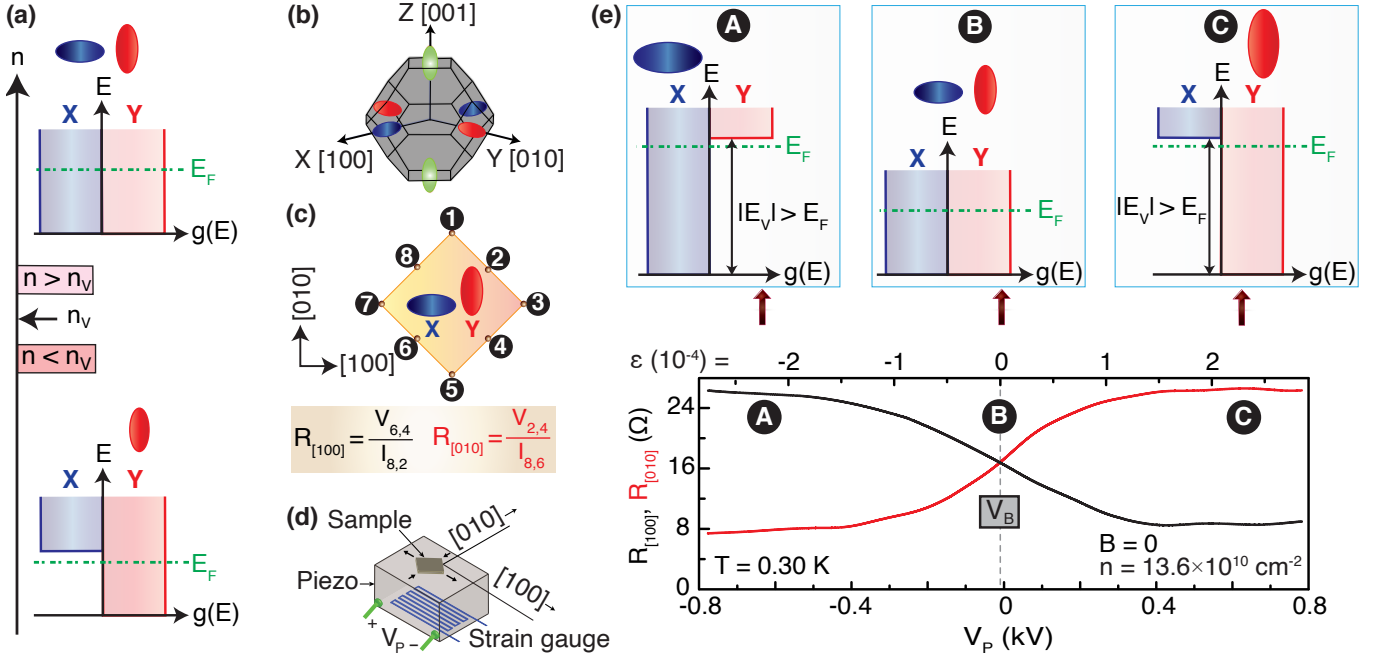 (a)
n
E
X Y
E_F
g(E)
n > n_V
n_V
n < n_V
E
X Y
E_F
g(E)
(b)
Z [001]
X [100]
Y [010]
(c)
1
8 2
7 3
X Y
6 4
5
[010]
[100]
R_[100] = V_6,4 / I_8,2 R_[010] = V_2,4 / I_8,6
(d)
Sample
[010]
Piezo
[100]
+
V_P −
Strain gauge
(e)
A
E
X Y
E_F
|E_V| > E_F
g(E)
B
E
X Y
E_F
g(E)
C
E
X Y
E_F
|E_V| > E_F
g(E)
ε (10⁻⁴) -2 -1 0 1 2
R_[100], R_[010] (Ω)
24
16
8
0
A B C
V_B
T = 0.30 K
B = 0
n = 13.6×10¹⁰ cm⁻²
-0.8 -0.4 0 0.4 0.8
V_P (kV)